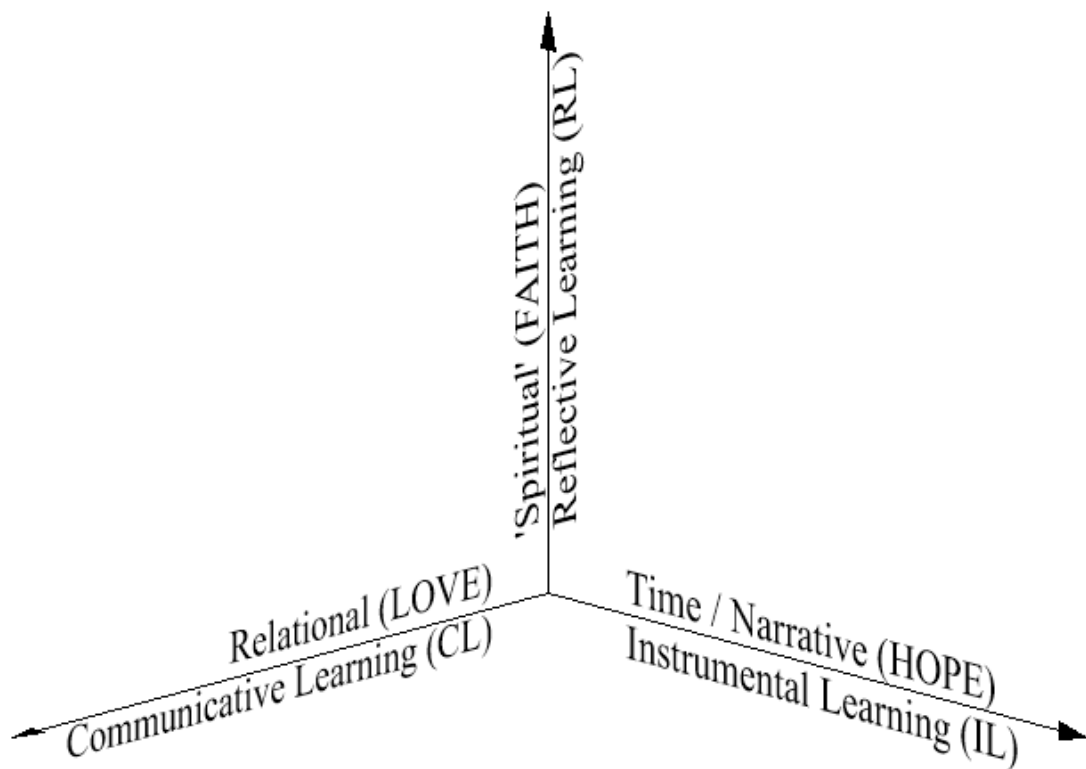 'Spiritual' (FAITH)
Reflective Learning (RL)
Relational (LOVE)
Communicative Learning (CL)
Time / Narrative (HOPE)
Instrumental Learning (IL)